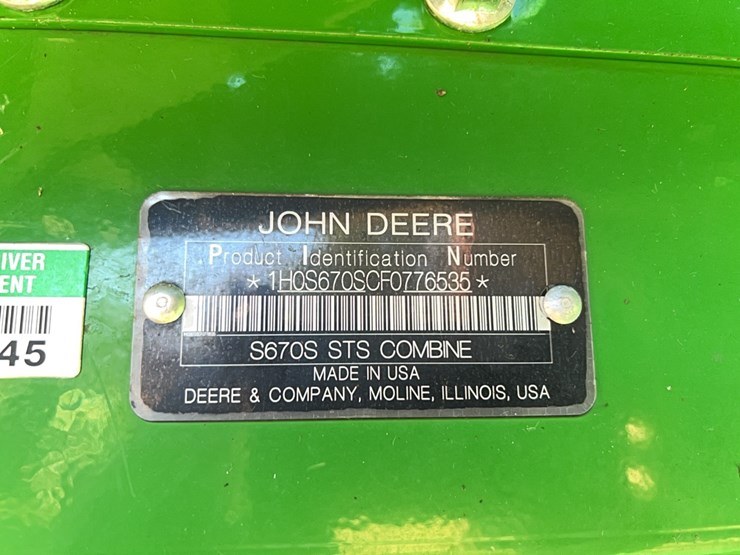 JOHN DEERE
Product Identification Number
*1H0S670SCF0776535*
S670S STS COMBINE
MADE IN USA
DEERE & COMPANY, MOLINE, ILLINOIS, USA
IVER
ENT
45